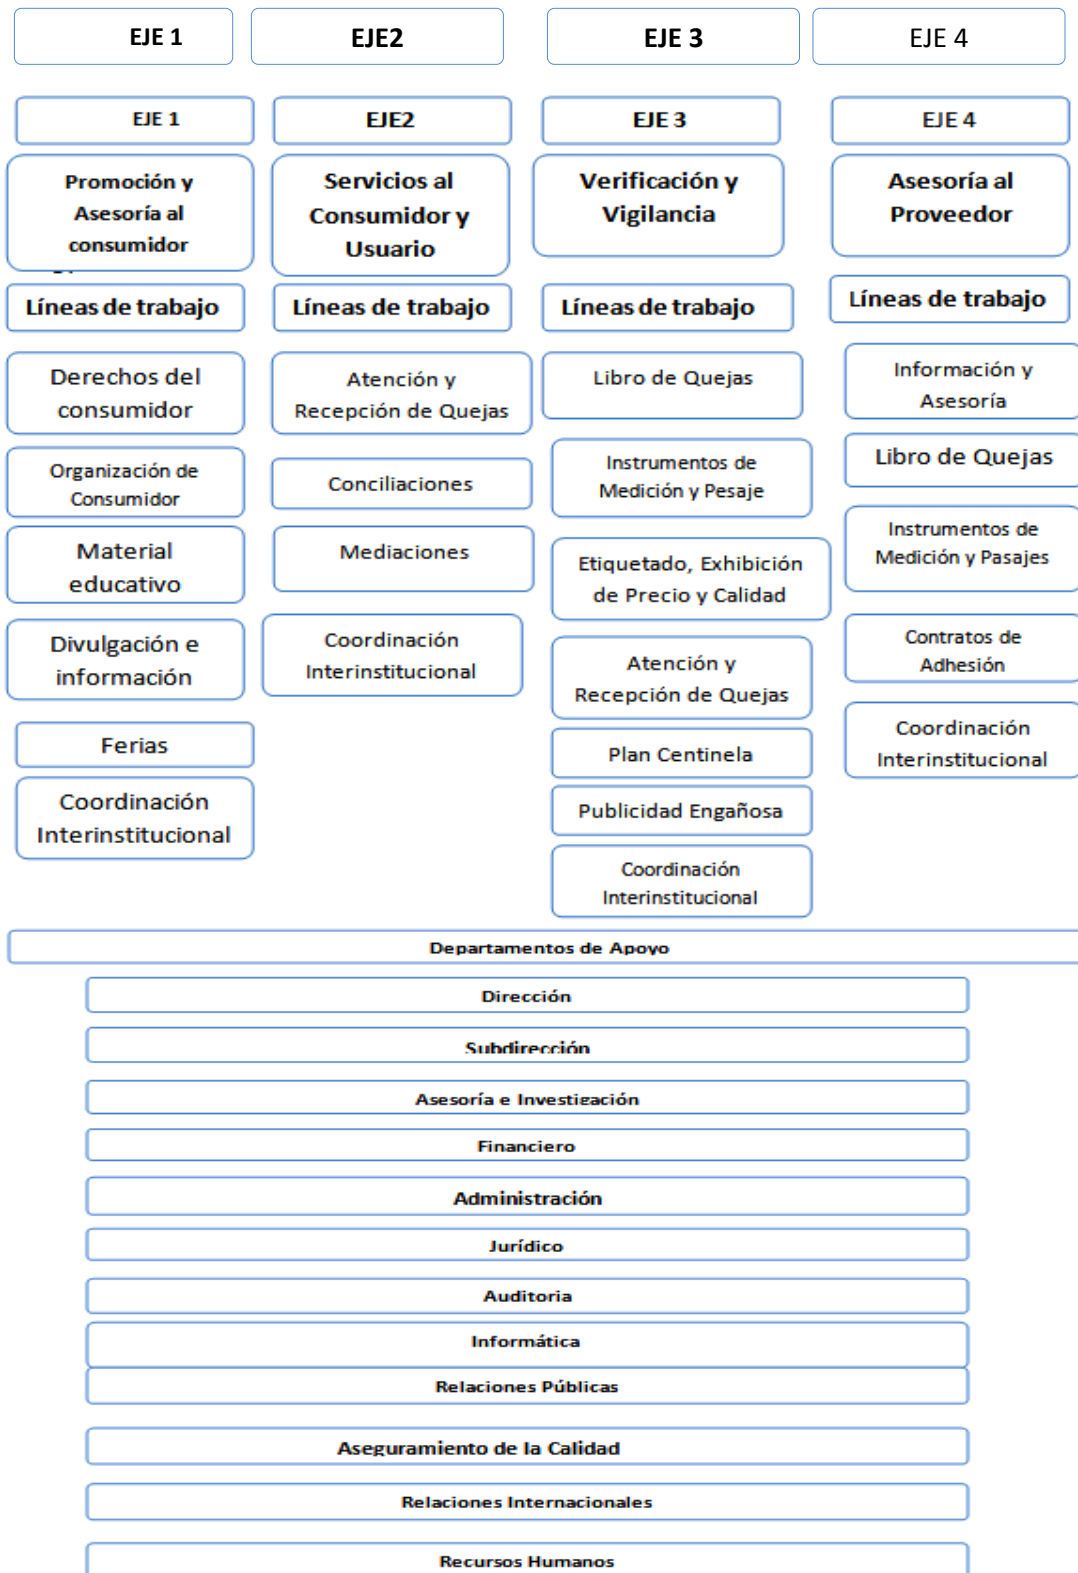 EJE 1
EJE2
EJE 3
EJE 4
EJE 1
EJE2
EJE 3
EJE 4
Promoción y
Asesoría al
consumidor
Servicios al
Consumidor y
Usuario
Verificación y
Vigilancia
Asesoría al
Proveedor
Líneas de trabajo
Líneas de trabajo
Líneas de trabajo
Líneas de trabajo
Derechos del
consumidor
Organización de
Consumidor
Material
educativo
Divulgación e
información
Ferias
Coordinación
Interinstitucional
Atención y
Recepción de Quejas
Conciliaciones
Mediaciones
Coordinación
Interinstitucional
Libro de Quejas
Instrumentos de
Medición y Pesaje
Etiquetado, Exhibición
de Precio y Calidad
Atención y
Recepción de Quejas
Plan Centinela
Publicidad Engañosa
Coordinación
Interinstitucional
Información y
Asesoría
Libro de Quejas
Instrumentos de
Medición y Pasajes
Contratos de
Adhesión
Coordinación
Interinstitucional
Departamentos de Apoyo
Dirección
Subdirección
Asesoría e Investigación
Financiero
Administración
Jurídico
Auditoria
Informática
Relaciones Públicas
Aseguramiento de la Calidad
Relaciones Internacionales
Recursos Humanos